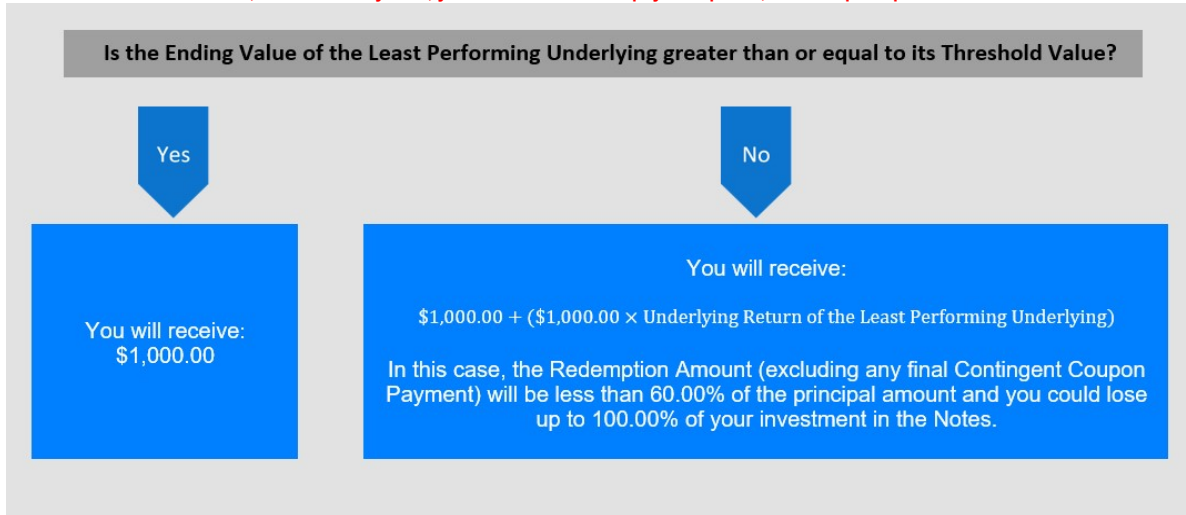 Is the Ending Value of the Least Performing Underlying greater than or equal to its Threshold Value?
Yes
No
You will receive:
$1,000.00
You will receive:
$1,000.00 + ($1,000.00 × Underlying Return of the Least Performing Underlying)
In this case, the Redemption Amount (excluding any final Contingent Coupon
Payment) will be less than 60.00% of the principal amount and you could lose
up to 100.00% of your investment in the Notes.